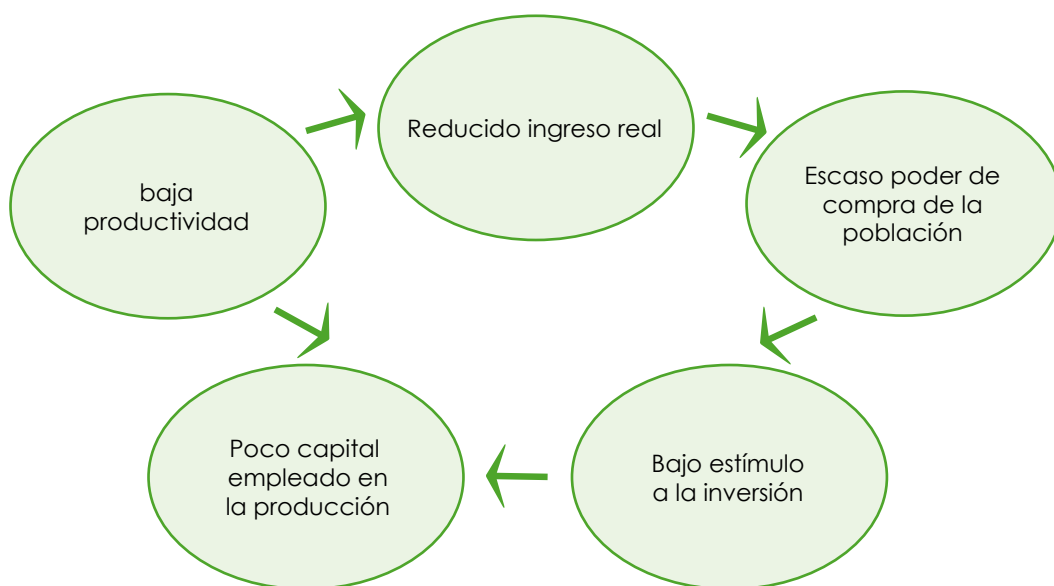 baja
productividad
Reducido ingreso real
Escaso poder de
compra de la
población
Bajo estímulo
a la inversión
Poco capital
empleado en
la producción